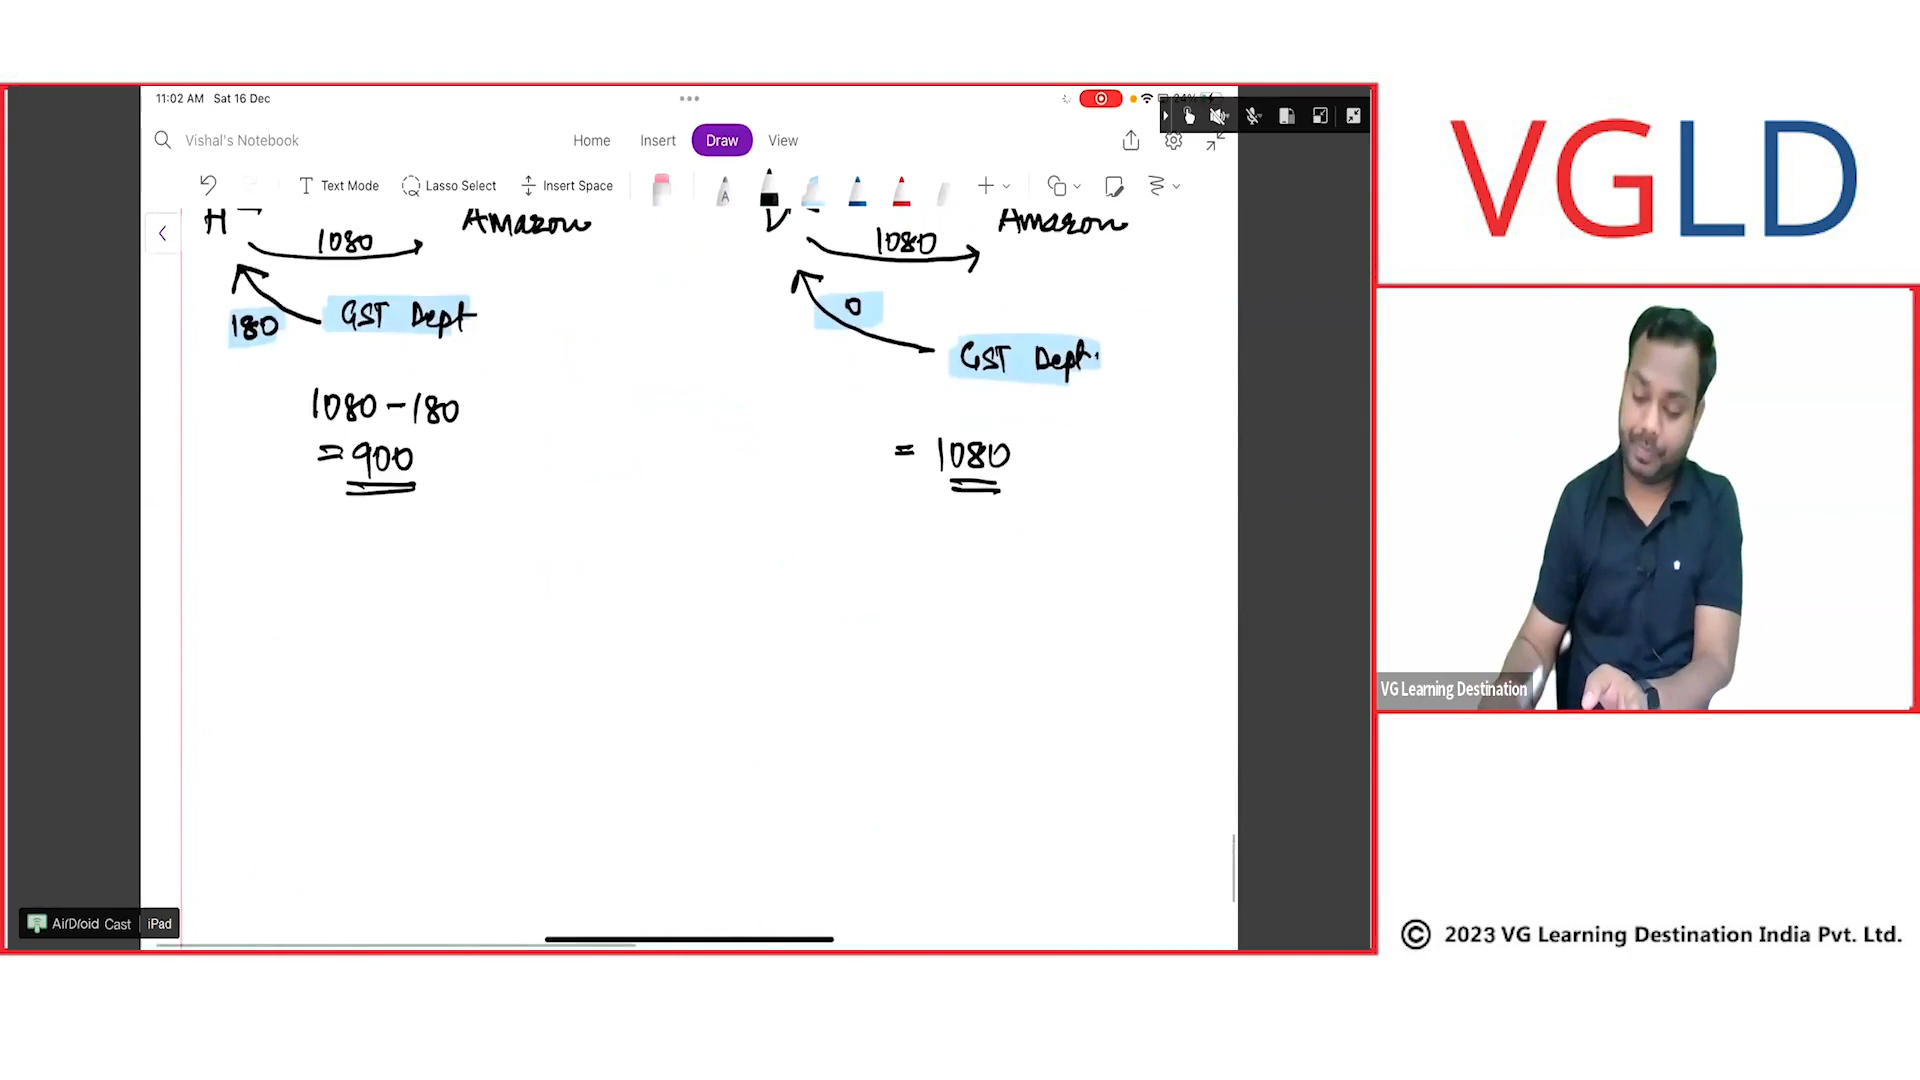 11:02 AM Sat 16 Dec
24%
VGLD
Vishal's Notebook
Home Insert Draw View
Text Mode Lasso Select Insert Space
H Amazon
1080
180 GST Dept
1080 - 180
= 900
V Amazon
1080
0
GST Dept.
= 1080
VG Learning Destination
AirDroid Cast iPad
© 2023 VG Learning Destination India Pvt. Ltd.